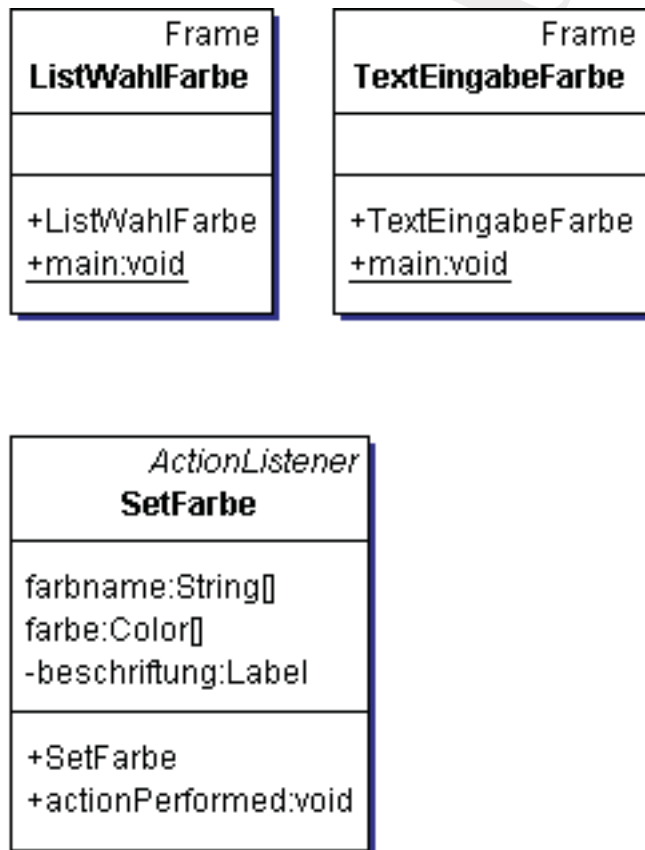 Frame
ListWahlFarbe
+ListWahlFarbe
+main:void
Frame
TextEingabeFarbe
+TextEingabeFarbe
+main:void
ActionListener
SetFarbe
farbname:String[]
farbe:Color[]
-beschriftung:Label
+SetFarbe
+actionPerformed:void